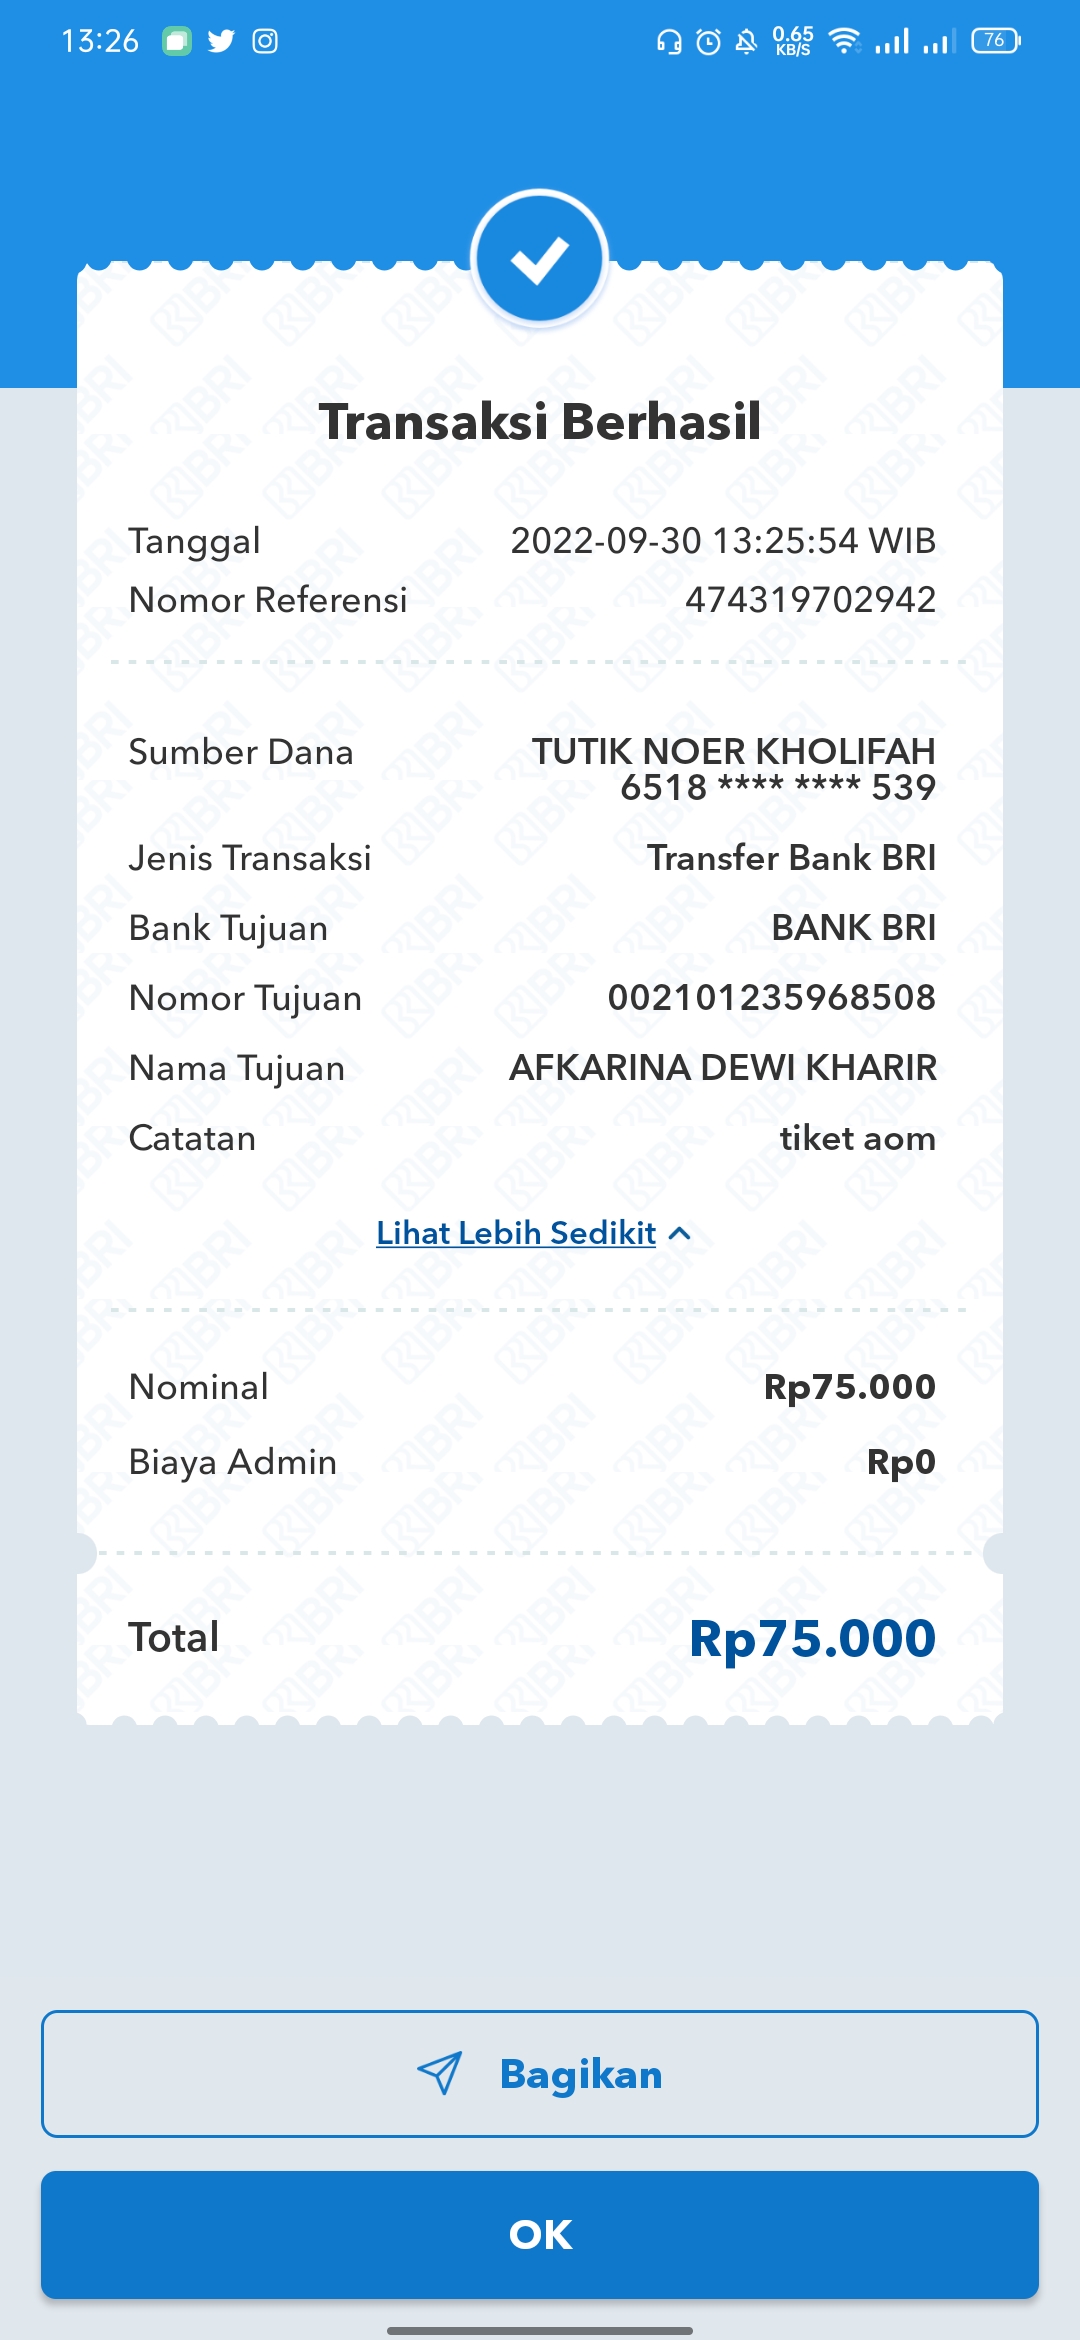 13:26
0.65
KB/S
76
Transaksi Berhasil
Tanggal 2022-09-30 13:25:54 WIB
Nomor Referensi 474319702942
Sumber Dana TUTIK NOER KHOLIFAH
6518 **** **** 539
Jenis Transaksi Transfer Bank BRI
Bank Tujuan BANK BRI
Nomor Tujuan 002101235968508
Nama Tujuan AFKARINA DEWI KHARIR
Catatan tiket aom
Lihat Lebih Sedikit
Nominal Rp75.000
Biaya Admin Rp0
Total Rp75.000
Bagikan
OK